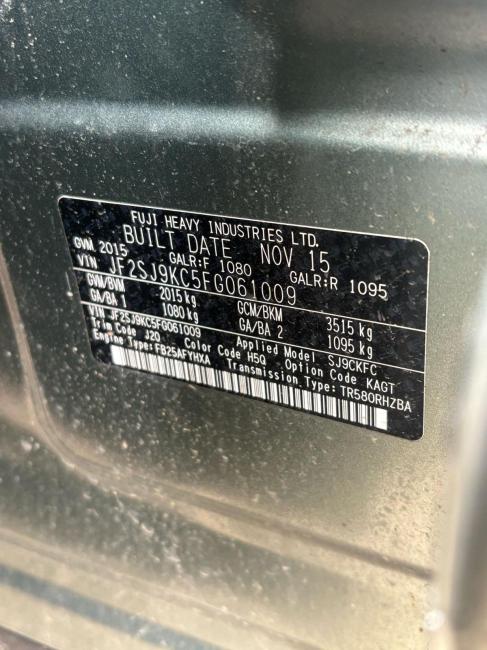 FUJI HEAVY INDUSTRIES LTD.
BUILT DATE NOV 15
GVM 2015 GALR:F 1080 GALR:R 1095
VIN JF2SJ9KC5FG061009
GVM/BVM 2015 kg GCM/BKM 3515 kg
GA/BA 1 1080 kg GA/BA 2 1095 kg
VIN JF2SJ9KC5FG061009 Applied Model SJ9CKFC
Trim Code J20 Color Code H5Q Option Code KAGT
Engine Type: FB25AFYHXA Transmission Type: TR580RHZBA